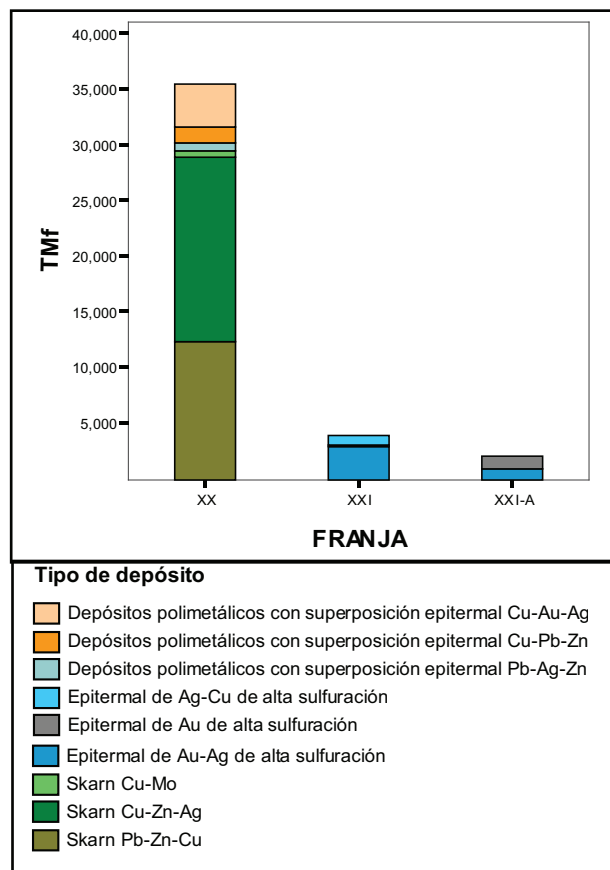 40,000
35,000
30,000
25,000
20,000
15,000
10,000
5,000
TMf
XX
XXI
XXI-A
FRANJA
Tipo de depósito
Depósitos polimetálicos con superposición epitermal Cu-Au-Ag
Depósitos polimetálicos con superposición epitermal Cu-Pb-Zn
Depósitos polimetálicos con superposición epitermal Pb-Ag-Zn
Epitermal de Ag-Cu de alta sulfuración
Epitermal de Au de alta sulfuración
Epitermal de Au-Ag de alta sulfuración
Skarn Cu-Mo
Skarn Cu-Zn-Ag
Skarn Pb-Zn-Cu